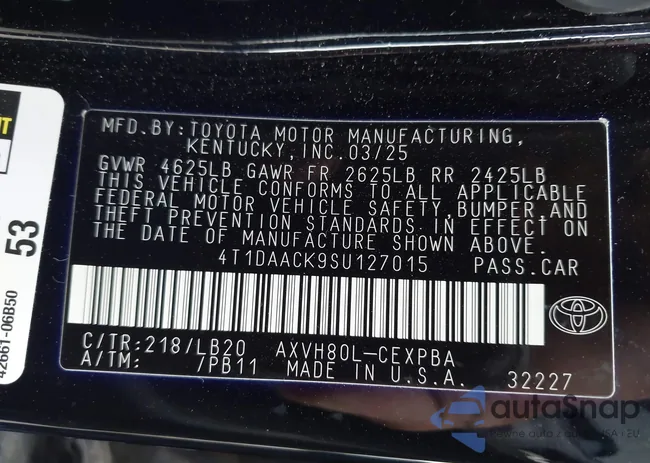 MFD.BY:TOYOTA MOTOR MANUFACTURING,
KENTUCKY,INC.03/25
GVWR 4625LB GAWR FR 2625LB RR 2425LB
THIS VEHICLE CONFORMS TO ALL APPLICABLE
FEDERAL MOTOR VEHICLE SAFETY,BUMPER,AND
THEFT PREVENTION STANDARDS IN EFFECT ON
THE DATE OF MANUFACTURE SHOWN ABOVE.
4T1DAACK9SU127015 PASS.CAR
C/TR:218/LB20 AXVH80L-CEXPBA
A/TM: /PB11 MADE IN U.S.A. 32227
53
42661-06B50
autoSnap